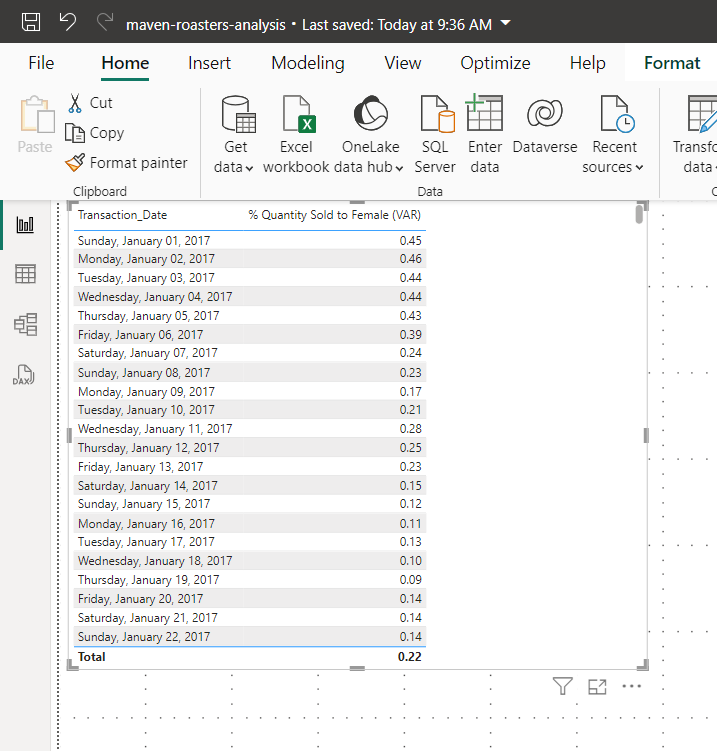 maven-roasters-analysis • Last saved: Today at 9:36 AM
File Home Insert Modeling View Optimize Help Format
Paste
Cut
Copy
Format painter
Clipboard
Get data
Excel workbook
OneLake data hub
SQL Server
Enter data
Dataverse
Recent sources
Data
Transfo
data
DAX
Transaction_Date % Quantity Sold to Female (VAR)
Sunday, January 01, 2017 0.45
Monday, January 02, 2017 0.46
Tuesday, January 03, 2017 0.44
Wednesday, January 04, 2017 0.44
Thursday, January 05, 2017 0.43
Friday, January 06, 2017 0.39
Saturday, January 07, 2017 0.24
Sunday, January 08, 2017 0.23
Monday, January 09, 2017 0.17
Tuesday, January 10, 2017 0.21
Wednesday, January 11, 2017 0.28
Thursday, January 12, 2017 0.25
Friday, January 13, 2017 0.23
Saturday, January 14, 2017 0.15
Sunday, January 15, 2017 0.12
Monday, January 16, 2017 0.11
Tuesday, January 17, 2017 0.13
Wednesday, January 18, 2017 0.10
Thursday, January 19, 2017 0.09
Friday, January 20, 2017 0.14
Saturday, January 21, 2017 0.14
Sunday, January 22, 2017 0.14
Total 0.22